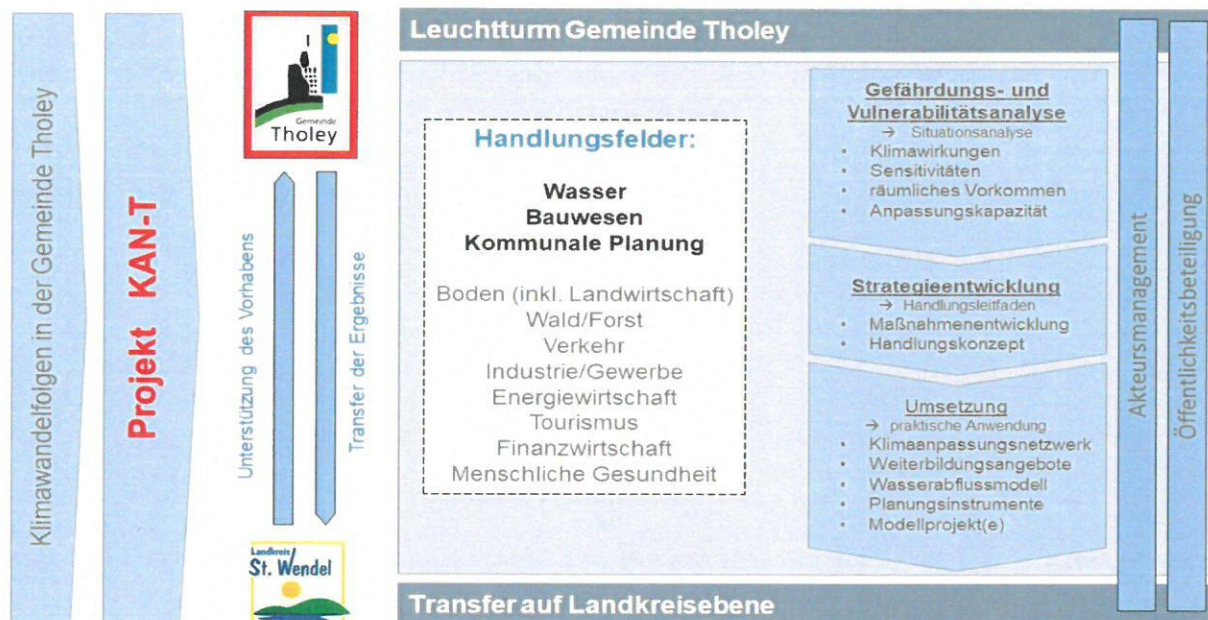 Klimawandelfolgen in der Gemeinde Tholey
Projekt KAN-T
Gemeinde
Tholey
Unterstützung des Vorhabens
Transfer der Ergebnisse
Landkreis
St. Wendel
Leuchtturm Gemeinde Tholey
Handlungsfelder:
Wasser
Bauwesen
Kommunale Planung
Boden (inkl. Landwirtschaft)
Wald/Forst
Verkehr
Industrie/Gewerbe
Energiewirtschaft
Tourismus
Finanzwirtschaft
Menschliche Gesundheit
Gefährdungs- und
Vulnerabilitätsanalyse
→ Situationsanalyse
• Klimawirkungen
• Sensitivitäten
• räumliches Vorkommen
• Anpassungskapazität
Strategieentwicklung
→ Handlungsleitfaden
• Maßnahmenentwicklung
• Handlungskonzept
Umsetzung
→ praktische Anwendung
• Klimaanpassungsnetzwerk
• Weiterbildungsangebote
• Wasserabflussmodell
• Planungsinstrumente
• Modellprojekt(e)
Transfer auf Landkreisebene
Akteursmanagement
Öffentlichkeitsbeteiligung